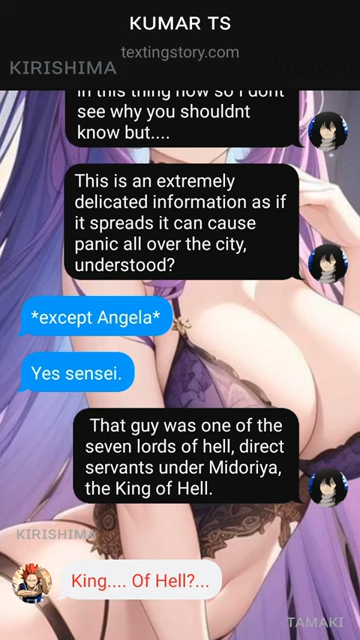 KUMAR TS
textingstory.com
KIRISHIMA
AIZAWA
in this thing now so I dont
see why you shouldnt
know but....
This is an extremely
delicated information as if
it spreads it can cause
panic all over the city,
understood?
*except Angela*
Yes sensei.
That guy was one of the
seven lords of hell, direct
servants under Midoriya,
the King of Hell.
KIRISHIMA
King.... Of Hell?...
TAMAKI